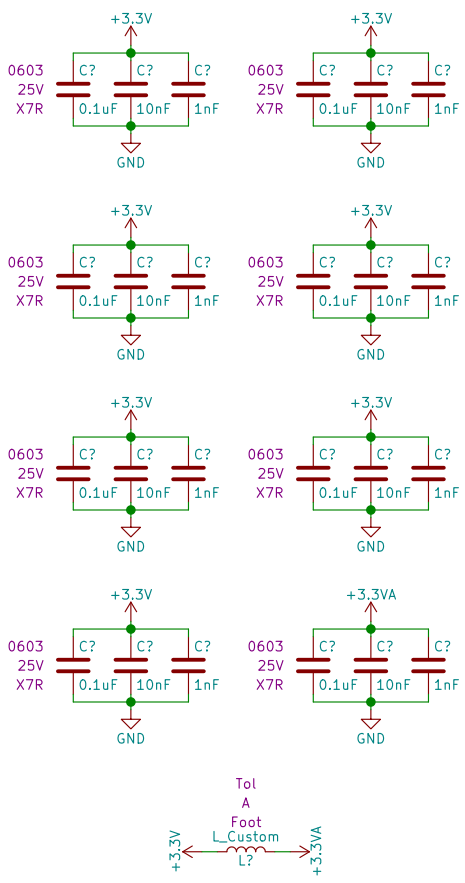 +3.3V +3.3V
0603 C? C? C? 0603 C? C? C?
25V 25V
X7R 0.1uF 10nF 1nF X7R 0.1uF 10nF 1nF
GND GND
+3.3V +3.3V
0603 C? C? C? 0603 C? C? C?
25V 25V
X7R 0.1uF 10nF 1nF X7R 0.1uF 10nF 1nF
GND GND
+3.3V +3.3V
0603 C? C? C? 0603 C? C? C?
25V 25V
X7R 0.1uF 10nF 1nF X7R 0.1uF 10nF 1nF
GND GND
+3.3V +3.3VA
0603 C? C? C? 0603 C? C? C?
25V 25V
X7R 0.1uF 10nF 1nF X7R 0.1uF 10nF 1nF
GND GND
Tol
A
Foot
L_Custom
+3.3V L? +3.3VA